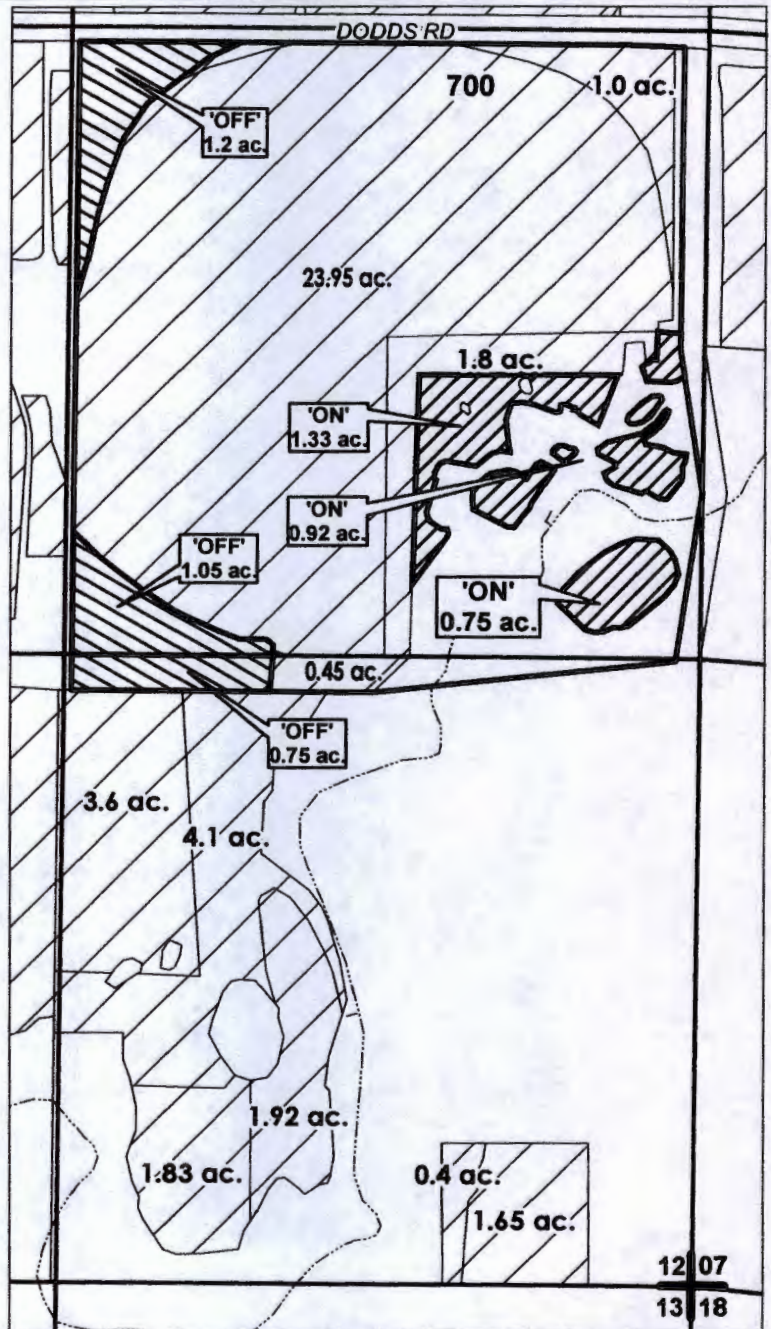 DODDS RD
700
1.0 ac.
'OFF'
1.2 ac.
23.95 ac.
1.8 ac.
'ON'
1.33 ac.
'ON'
0.92 ac.
'OFF'
1.05 ac.
'ON'
0.75 ac.
0.45 ac.
'OFF'
0.75 ac.
3.6 ac.
4.1 ac.
1.92 ac.
1.83 ac.
0.4 ac.
1.65 ac.
12 07
13 18